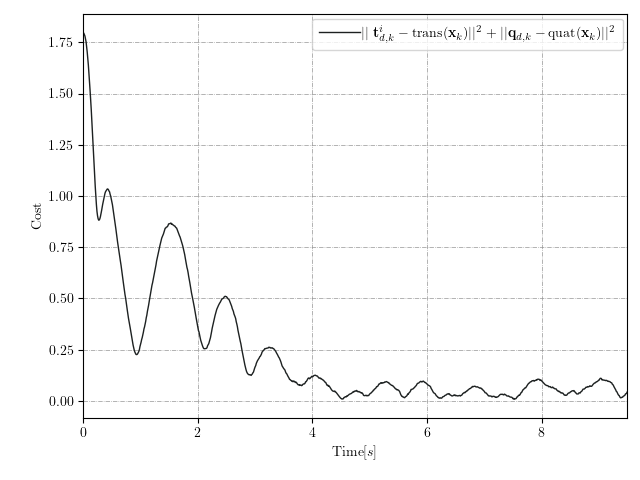 || t^i_{d,k} − trans(x_k)||^2 + ||q_{d,k} − quat(x_k)||^2
1.75
1.50
1.25
1.00
0.75
0.50
0.25
0.00
Cost
0 2 4 6 8
Time[s]